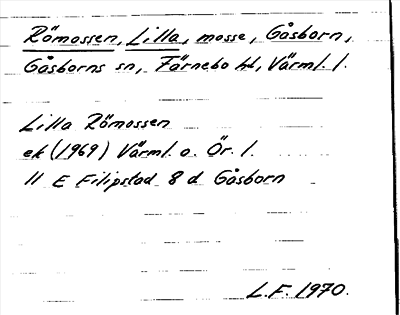 Römossen, Lilla, mosse, Gåsborn,
Gåsborns sn, Färnebo hd, Värml. l.
Lilla Römossen
ek (1969) Värml. o. Ör. l.
11 E Filipstad 8 d Gåsborn
L.F. 1970.